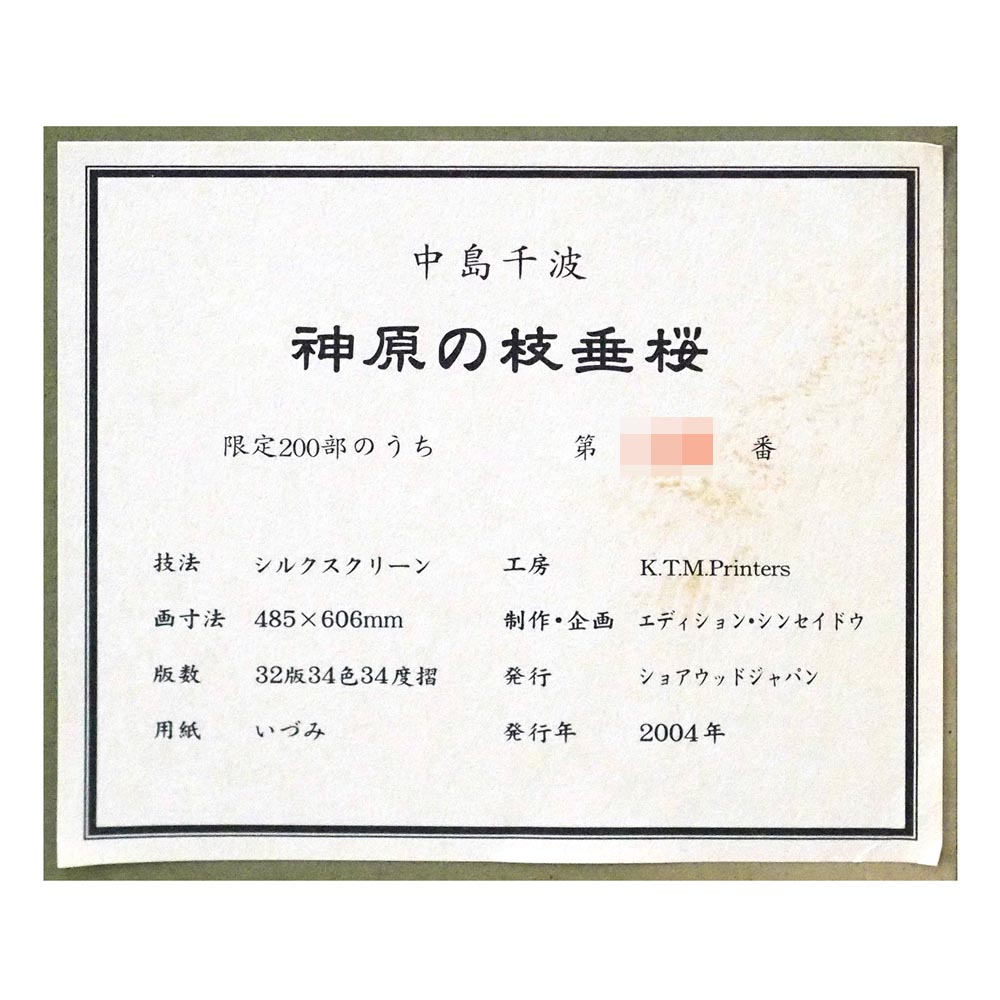 中島千波
神原の枝垂桜
限定200部のうち 第 番
技法 シルクスクリーン 工房 K.T.M.Printers
画寸法 485×606mm 制作・企画 エディション・シンセイドウ
版数 32版34色34度摺 発行 ショアウッドジャパン
用紙 いづみ 発行年 2004年